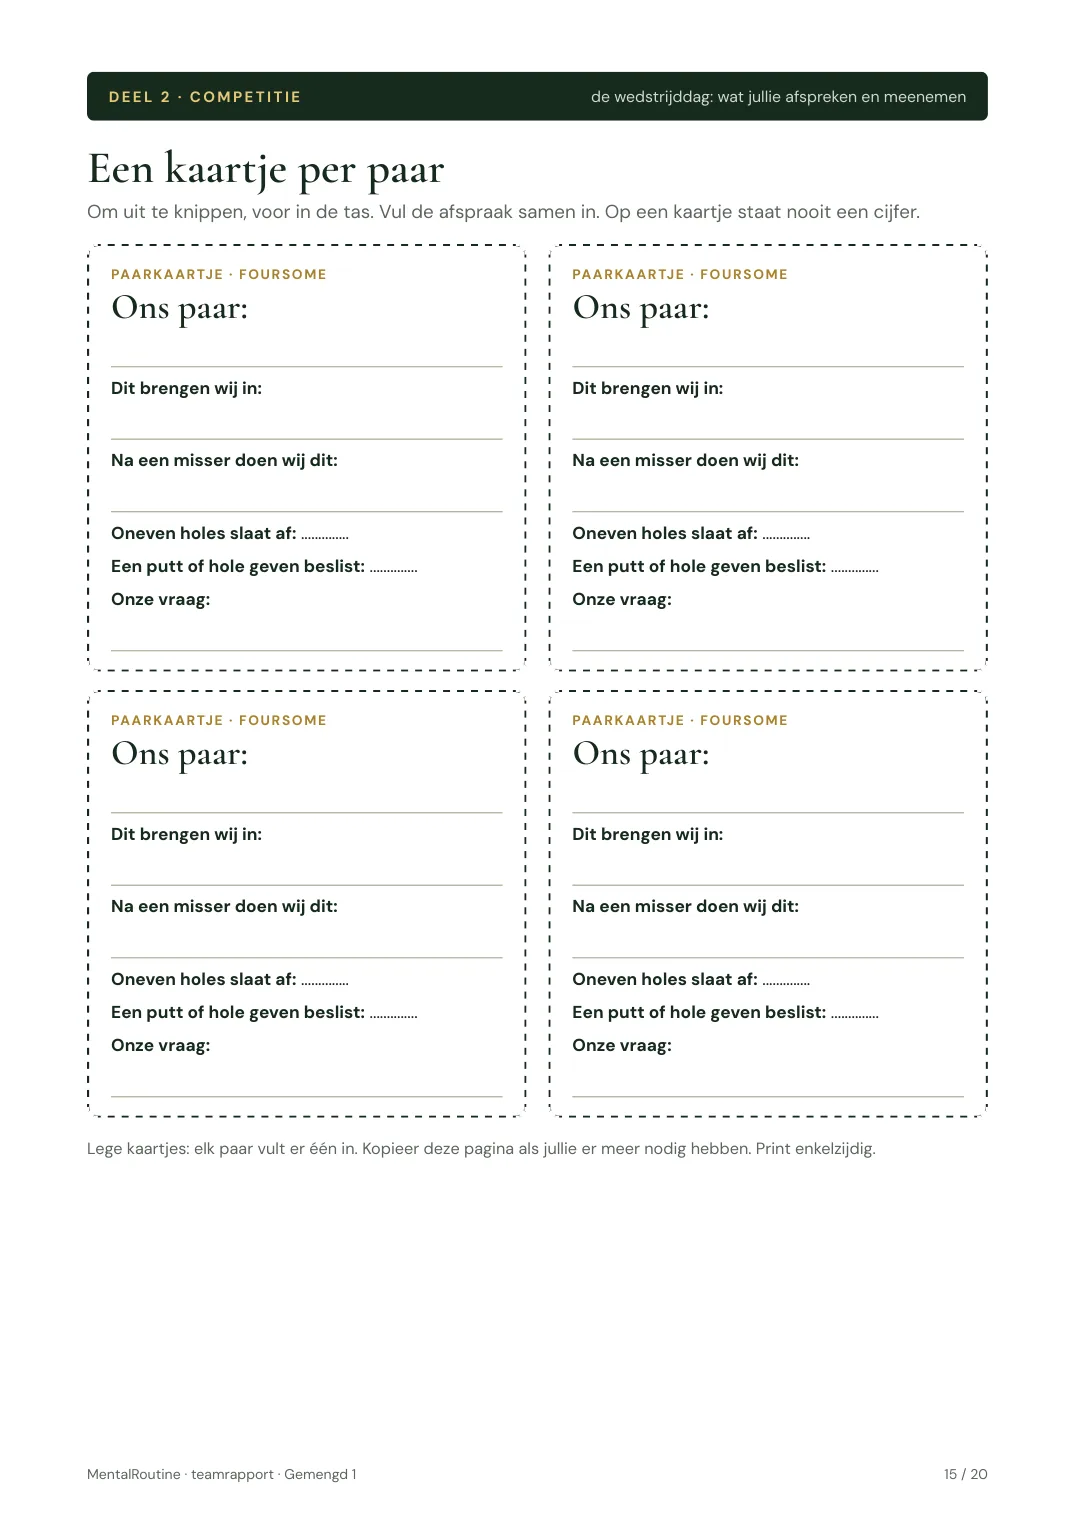 DEEL 2 · COMPETITIE
de wedstrijddag: wat jullie afspreken en meenemen
Een kaartje per paar
Om uit te knippen, voor in de tas. Vul de afspraak samen in. Op een kaartje staat nooit een cijfer.
PAARKAARTJE · FOURSOME
Ons paar:
Dit brengen wij in:
Na een misser doen wij dit:
Oneven holes slaat af: ..............
Een putt of hole geven beslist: ..............
Onze vraag:
PAARKAARTJE · FOURSOME
Ons paar:
Dit brengen wij in:
Na een misser doen wij dit:
Oneven holes slaat af: ..............
Een putt of hole geven beslist: ..............
Onze vraag:
PAARKAARTJE · FOURSOME
Ons paar:
Dit brengen wij in:
Na een misser doen wij dit:
Oneven holes slaat af: ..............
Een putt of hole geven beslist: ..............
Onze vraag:
PAARKAARTJE · FOURSOME
Ons paar:
Dit brengen wij in:
Na een misser doen wij dit:
Oneven holes slaat af: ..............
Een putt of hole geven beslist: ..............
Onze vraag:
Lege kaartjes: elk paar vult er één in. Kopieer deze pagina als jullie er meer nodig hebben. Print enkelzijdig.
MentalRoutine · teamrapport · Gemengd 1
15 / 20